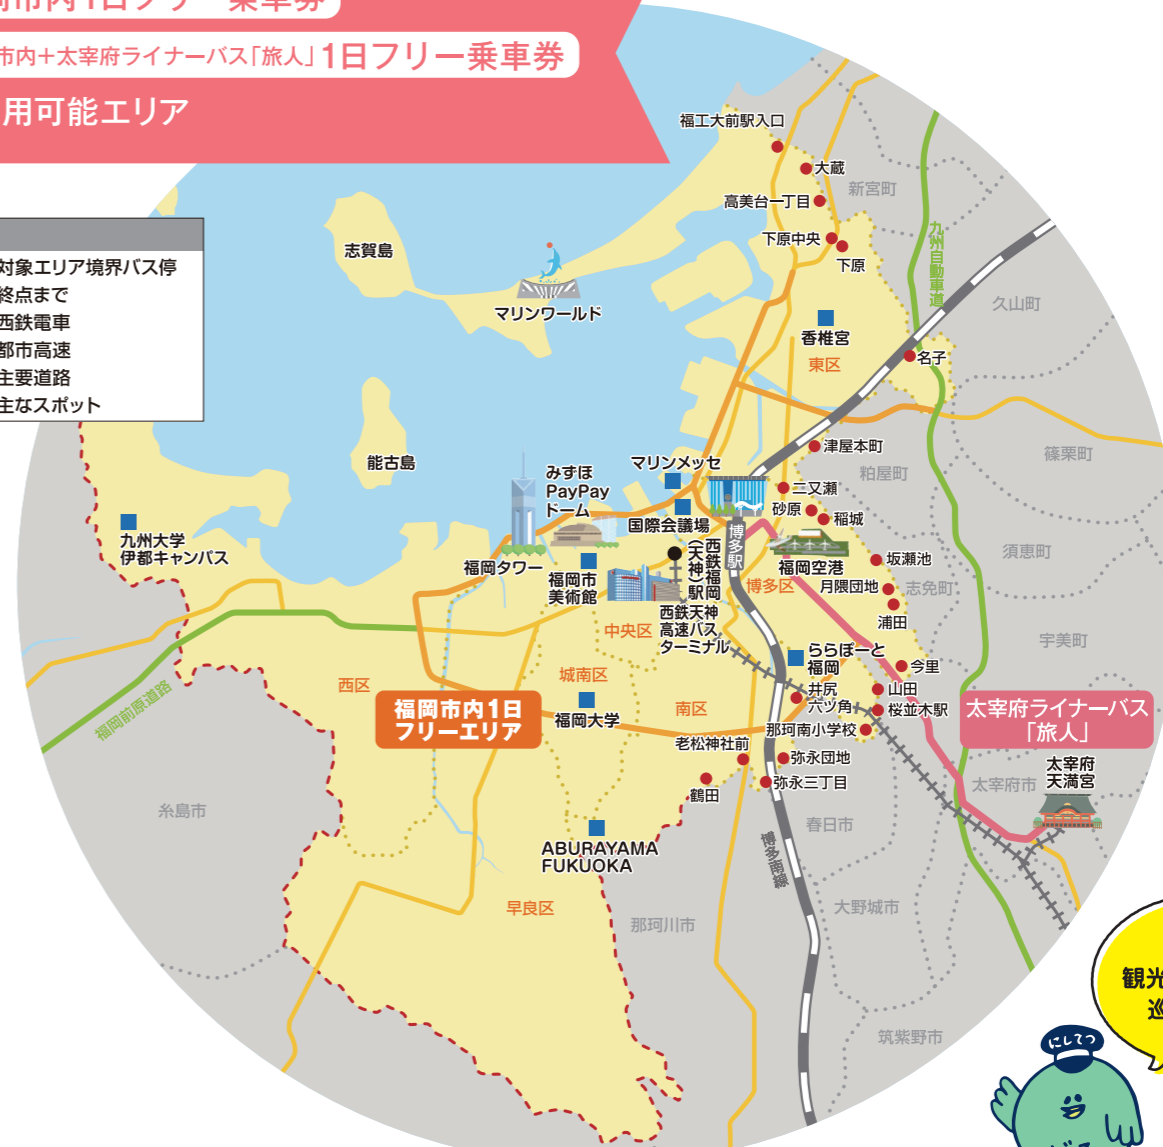 市内1日フリー乗車券
市内+太宰府ライナーバス「旅人」1日フリー乗車券
用可能エリア
対象エリア境界バス停
終点まで
西鉄電車
都市高速
主要道路
主なスポット
福工大前駅入口
大蔵
新宮町
高美台一丁目
下原中央
下原
九州自動車道
志賀島
マリンワールド
久山町
香椎宮
東区
名子
能古島
津屋本町
篠栗町
粕屋町
マリンメッセ
みずほ
PayPay
ドーム
二又瀬
砂原
稲城
国際会議場
九州大学
伊都キャンパス
博多駅
西鉄福岡
(天神)駅
須恵町
坂瀬池
福岡タワー
福岡市
美術館
福岡空港
博多区
月隈団地
志免町
浦田
西鉄天神
高速バス
ターミナル
中央区
宇美町
ららぽーと
福岡
今里
城南区
西区
井尻
六ツ角
山田
桜並木駅
福岡市内1日
フリーエリア
福岡大学
南区
太宰府ライナーバス
「旅人」
福岡前原道路
那珂南小学校
老松神社前
弥永団地
弥永三丁目
鶴田
太宰府市
太宰府
天満宮
糸島市
春日市
ABURAYAMA
FUKUOKA
博多南線
早良区
那珂川市
大野城市
観光
巡
筑紫野市
にしてつ
バス